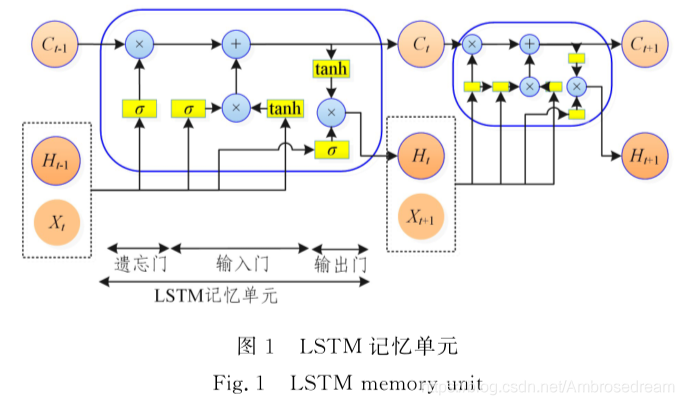 C_{t-1} × + C_t × + C_{t+1}
tanh
σ σ × tanh × × ×
σ
H_{t-1} H_t H_{t+1}
X_t X_{t+1}
遗忘门 输入门 输出门
LSTM记忆单元
图 1 LSTM 记忆单元
Fig. 1 LSTM memory unit
https://blog.csdn.net/Ambrosedream